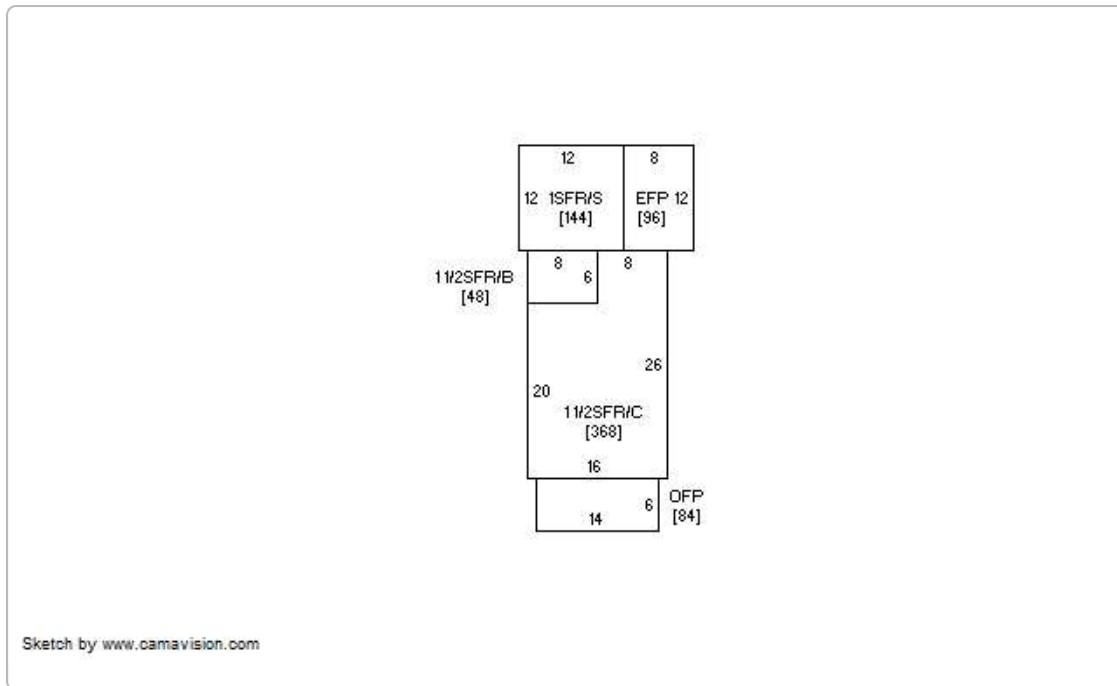 12
8
12 1SFR/S
[144]
EFP 12
[96]
8
8
11/2SFR/B
[48]
6
26
20
11/2SFR/C
[368]
16
OFP
[84]
6
14
Sketch by www.camavision.com